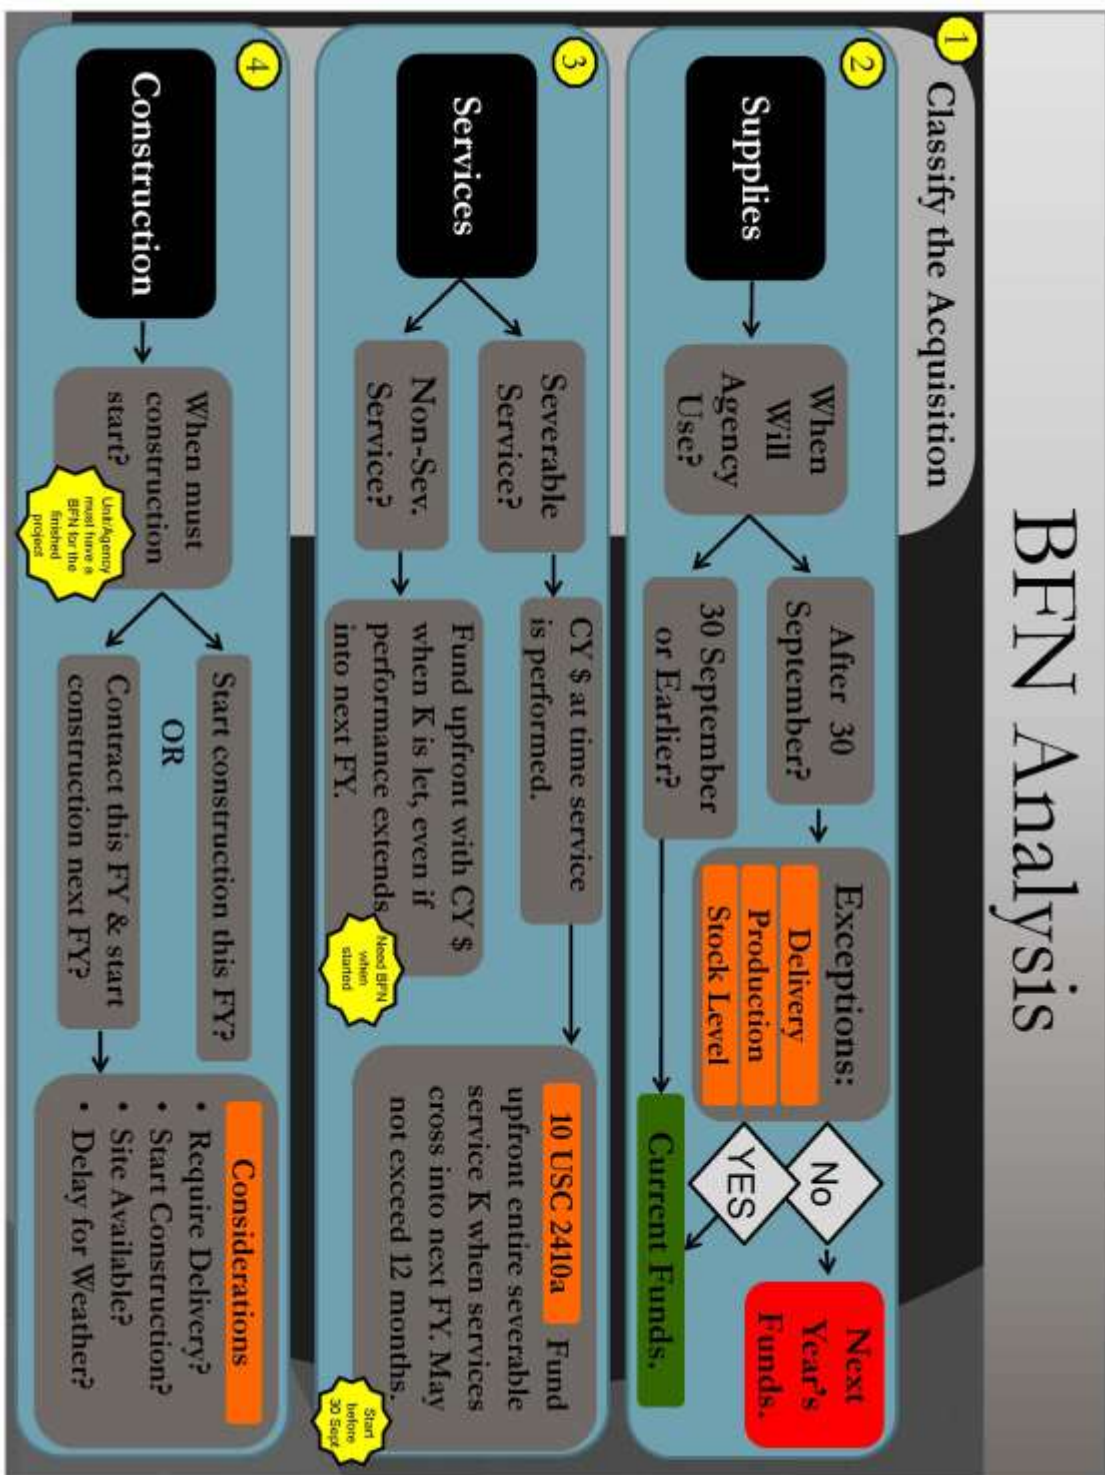 BFN Analysis
1
Classify the Acquisition
2
Supplies
When
Will
Agency
Use?
After 30
September?
30 September
or Earlier?
Exceptions:
Delivery
Production
Stock Level
No
YES
Next
Year's
Funds.
Current Funds.
3
Services
Severable
Service?
Non-Sev.
Service?
CY $ at time service
is performed.
Fund upfront with CY $
when K is let, even if
performance extends
into next FY.
Need BFN
when
started
10 USC 2410a Fund
upfront entire severable
service K when services
cross into next FY. May
not exceed 12 months.
Start
before
30 Sept
4
Construction
When must
construction
start?
Unit/Agency
must have a
BFN for the
finished
project
Start construction this FY?
OR
Contract this FY & start
construction next FY?
Considerations
• Require Delivery?
• Start Construction?
• Site Available?
• Delay for Weather?